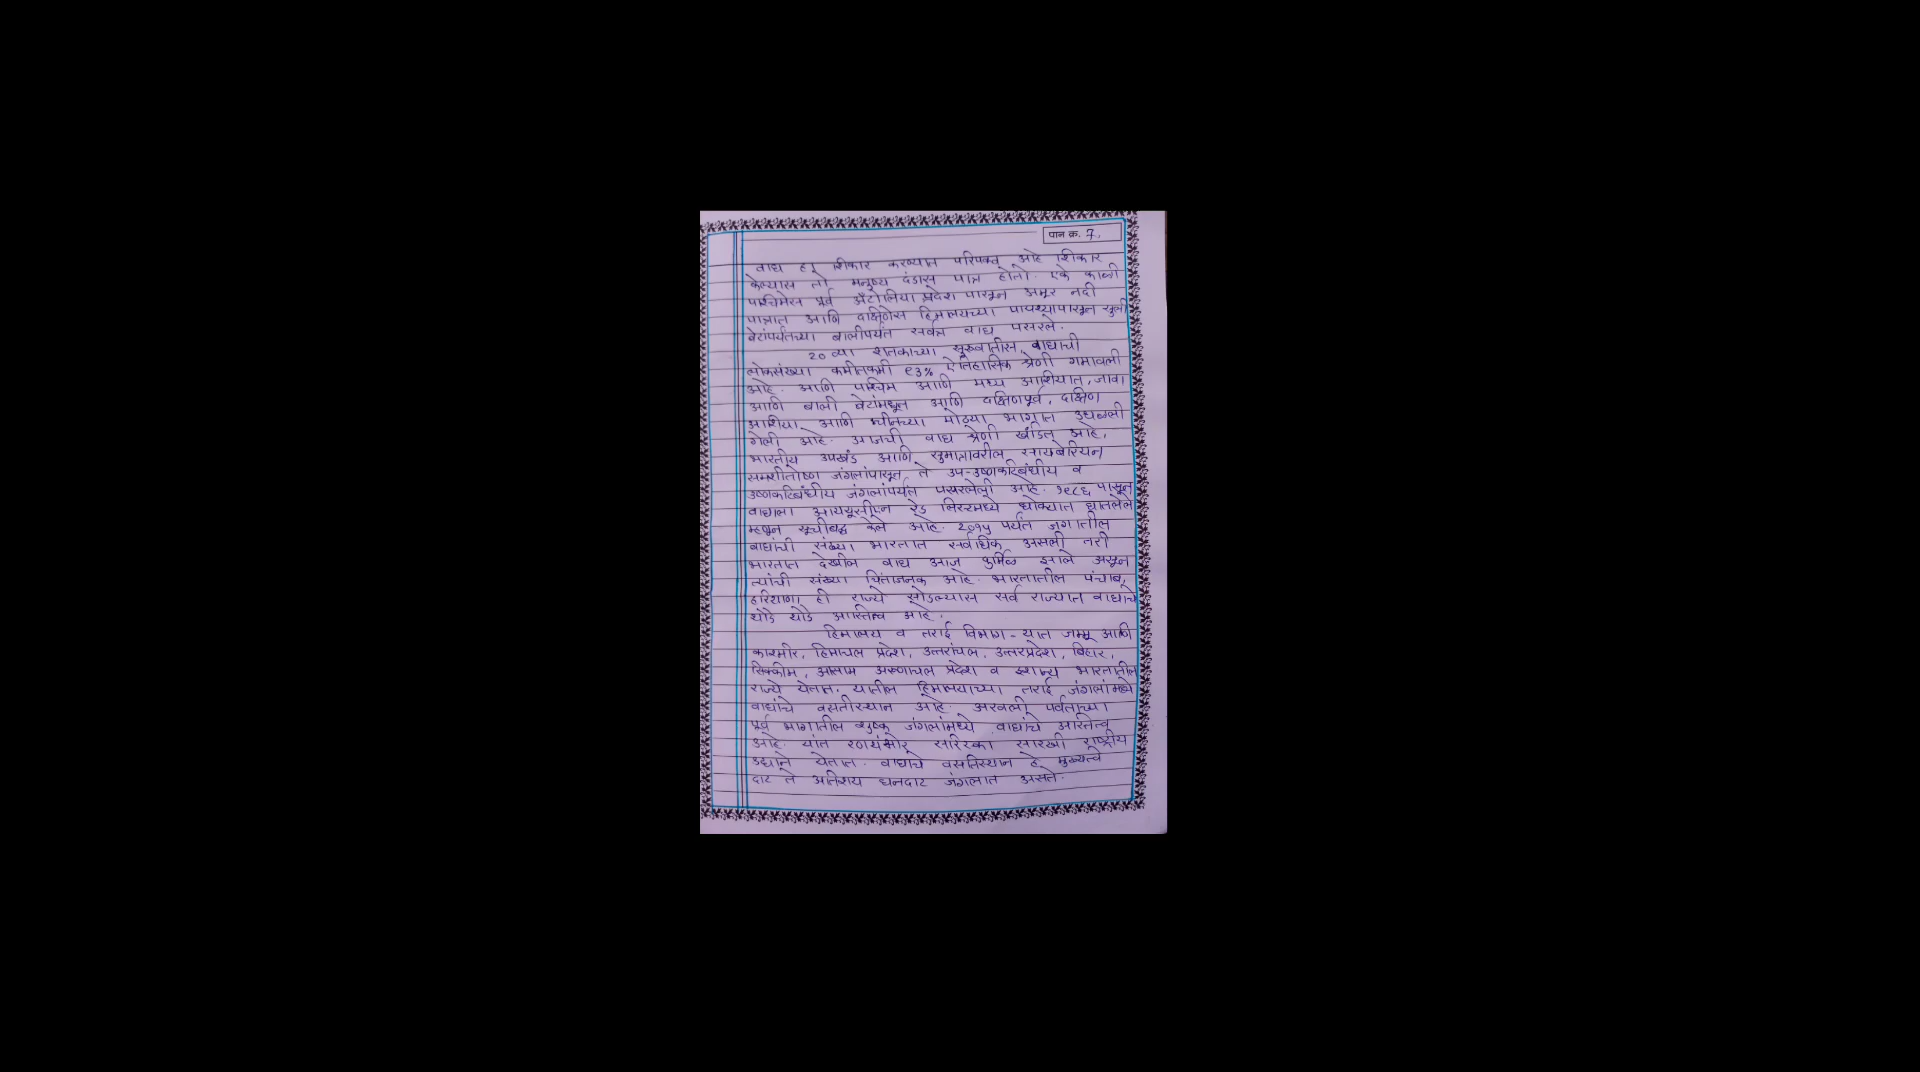 पान क्र. 7.
वाघ हा शिकार करण्यात परिपक्व आहे शिकार
केल्यास तो मनुष्य दंडास पात्र होतो. एके काळी
पश्चिमेस पूर्व अँटोलिया प्रदेश पासून अमूर नदी
पात्रात आणि दक्षिणेस हिमालयच्या पायथ्यापासून सुली
बेटांपर्यंतच्या बालीपर्यंत सर्वत्र वाघ पसरले.
20 व्या शतकाच्या सुरुवातीस वाघाची
लोकसंख्या कमीतकमी ९३% ऐतिहासिक श्रेणी गमावली
आहे. आणि पश्चिम आणि मध्य आशियात, जावा
आणि बाली बेटांमधून आणि दक्षिणपूर्व, दक्षिण
आशिया आणि चीनच्या मोठ्या भागात उधळली
गेली आहे. आजची वाघ श्रेणी खंडित आहे,
भारतीय उपखंड आणि सुमात्रावरील सायबेरियन
समशीतोष्ण जंगलांपासून ते उप-उष्णकटिबंधीय व
उष्णकटिबंधीय जंगलांपर्यंत पसरलेली आहे. १९८६ पासून
वाघाला आययूसीएन रेड लिस्टमध्ये धोक्यात घातलेले
म्हणून सूचीबद्ध केले आहे. २०१५ पर्यंत जगातील
वाघांची संख्या भारतात सर्वाधिक असली तरी
भारतात देखील वाघ आज दुर्मिळ झाले असून
त्यांची संख्या चिंताजनक आहे. भारतातील पंजाब,
हरियाणा ही राज्ये सोडल्यास सर्व राज्यात वाघाचे
थोडे थोडे अस्तित्व आहे.
हिमालय व तराई विभाग - यात जम्मू आणि
काश्मीर, हिमाचल प्रदेश, उत्तरांचल, उत्तरप्रदेश, बिहार,
सिक्कीम, आसाम अरुणाचल प्रदेश व इशान्य भारतातील
राज्ये येतात. यातील हिमालयाच्या तराई जंगलांमध्ये
वाघांचे वसतीस्थान आहे. अरवली पर्वताच्या
पूर्व भागातील शुष्क जंगलांमध्ये वाघांचे अस्तित्व
आहे. यांत रणथंभोर सारिस्का सारखी राष्ट्रीय
उद्याने येतात. वाघाचे वसतिस्थान हे मुख्यत्वे
दाट ते अतिशय घनदाट जंगलात असते.